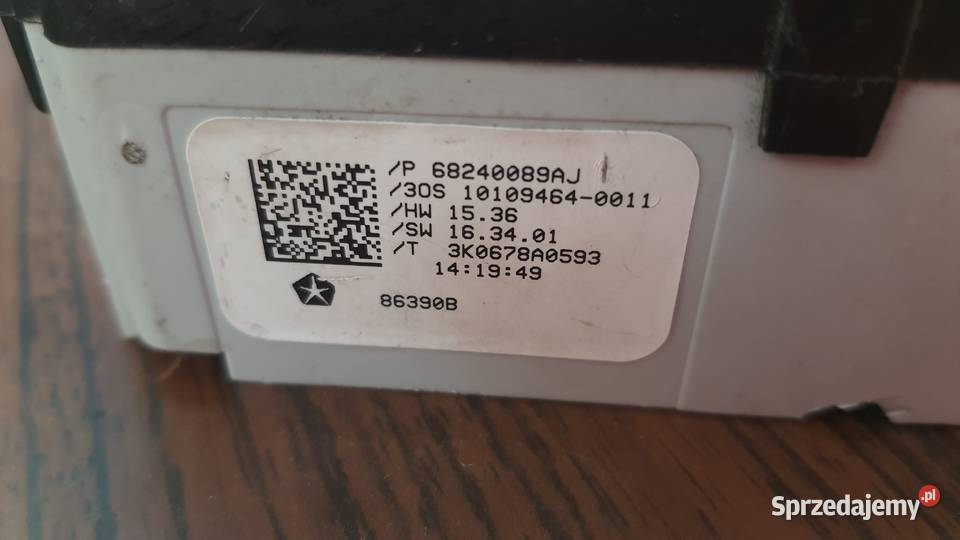 /P 68240089AJ
/3OS 10109464-0011
/HW 15.36
/SW 16.34.01
/T 3K0678A0593
14:19:49
86390B
Sprzedajemy.pl